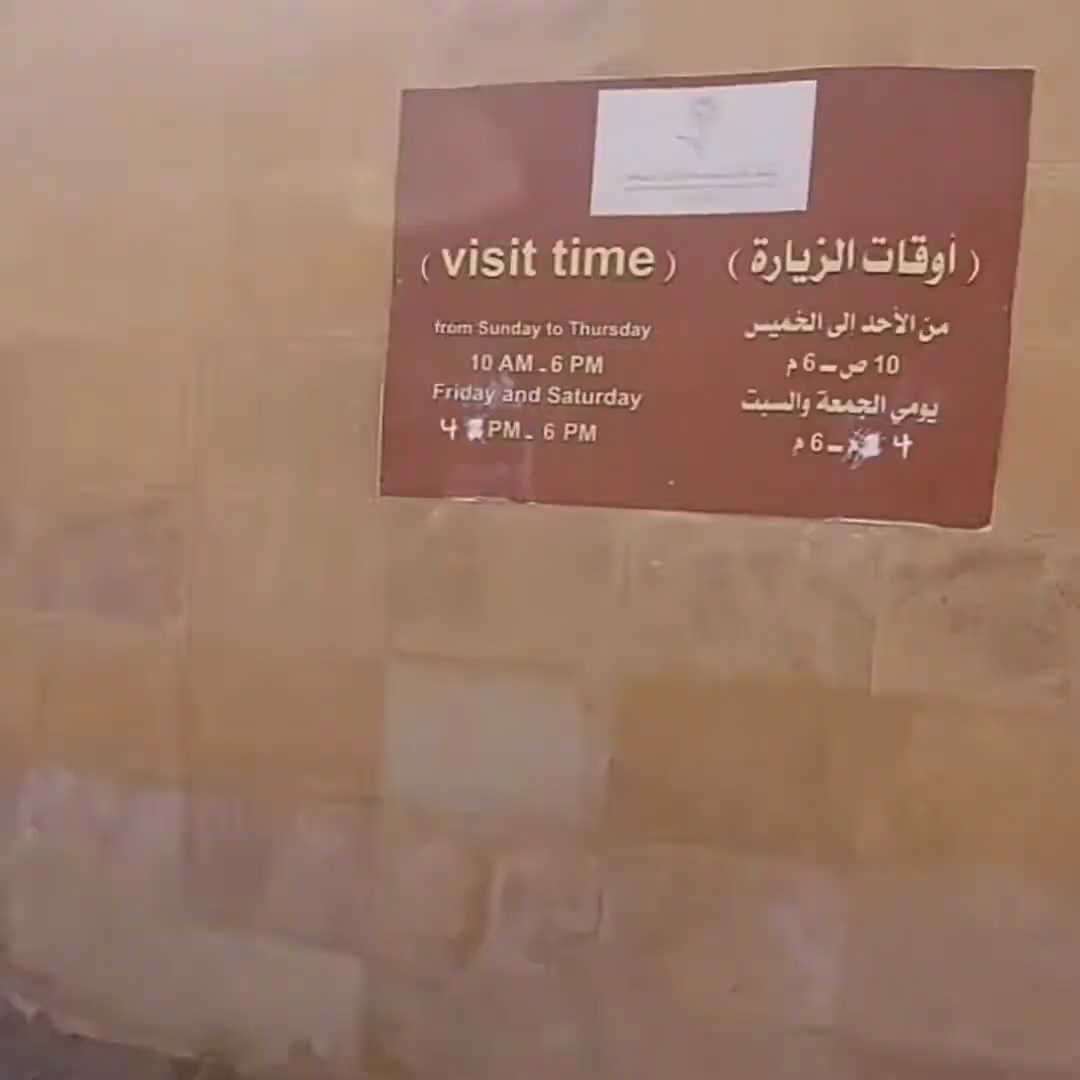 ( visit time )
from Sunday to Thursday
10 AM - 6 PM
Friday and Saturday
4 PM - 6 PM
( أوقات الزيارة )
من الأحد الى الخميس
10 ص - 6 م
يومي الجمعة والسبت
4 - 6 م